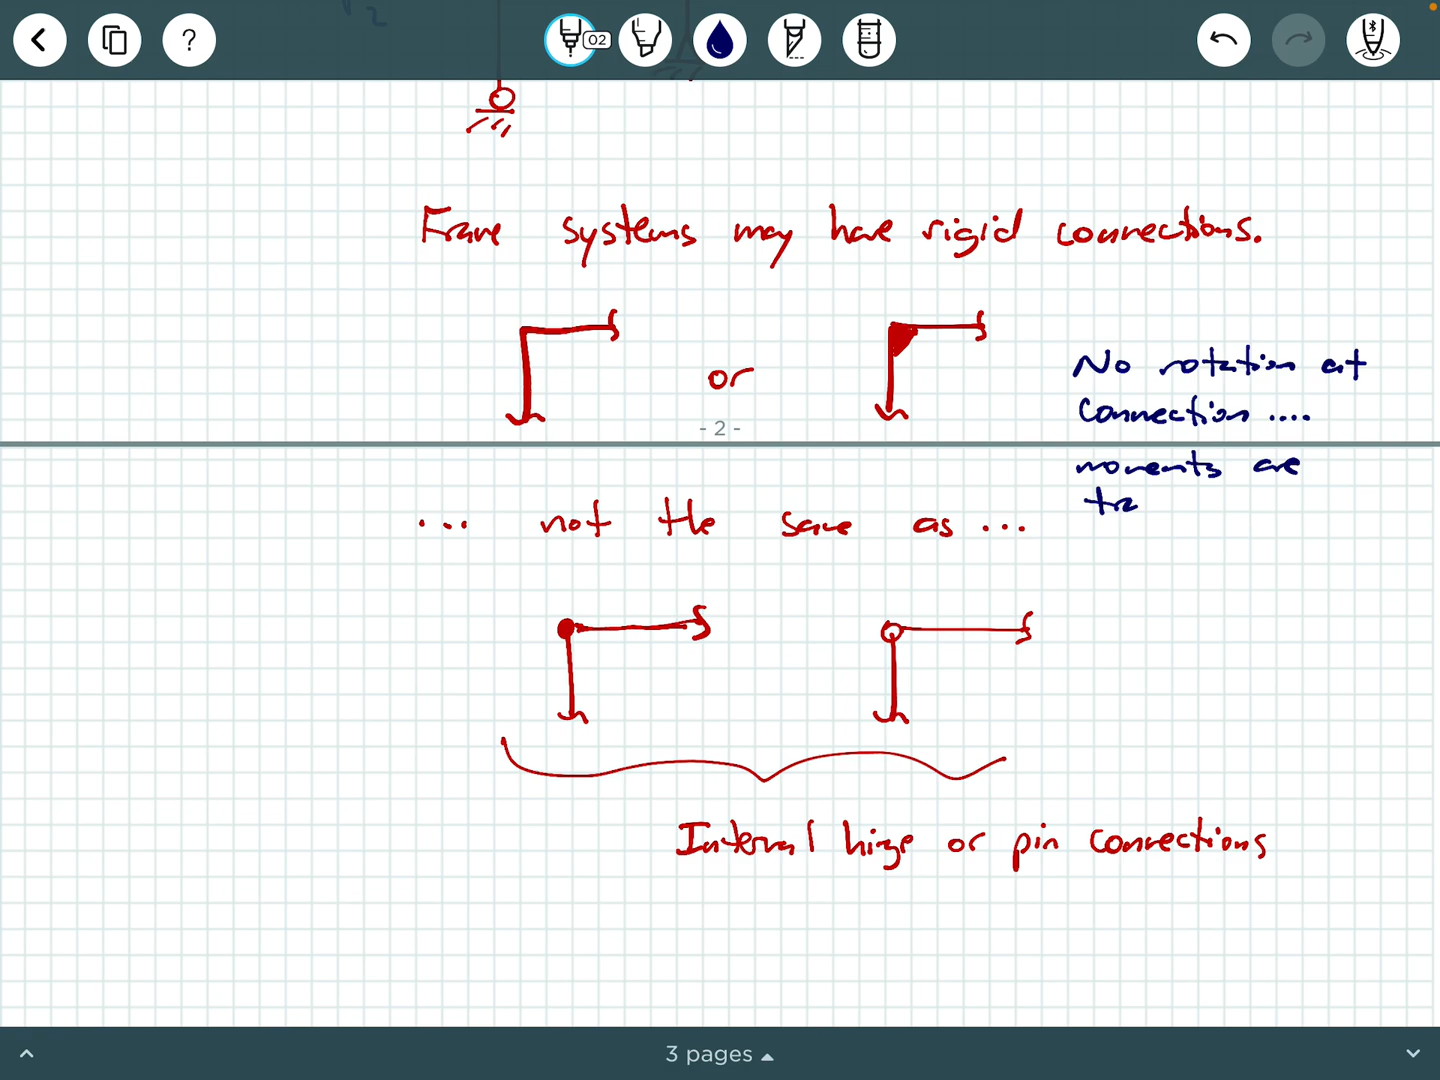 02
?
Frame systems may have rigid connections.
or
No rotation at
connection ....
- 2 -
moments are
tra
... not the same as ...
Internal hinge or pin connections
3 pages